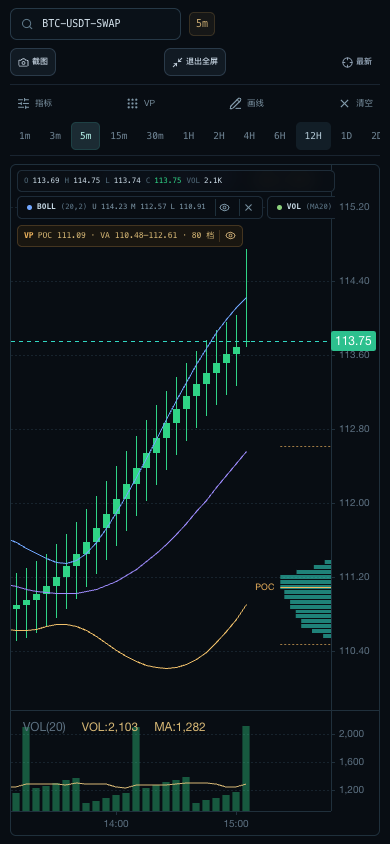 BTC-USDT-SWAP 5m
截图 退出全屏 最新
指标 VP 画线 清空
1m 3m 5m 15m 30m 1H 2H 4H 6H 12H 1D 2D
O 113.69 H 114.75 L 113.74 C 113.75 VOL 2.1K
BOLL (20,2) U 114.23 M 112.57 L 110.91 VOL (MA20)
115.20
VP POC 111.09 · VA 110.48–112.61 · 80 档
114.40
113.75
113.60
112.80
112.00
111.20
POC
110.40
VOL(20) VOL:2,103 MA:1,282
2,000
1,600
1,200
14:00 15:00